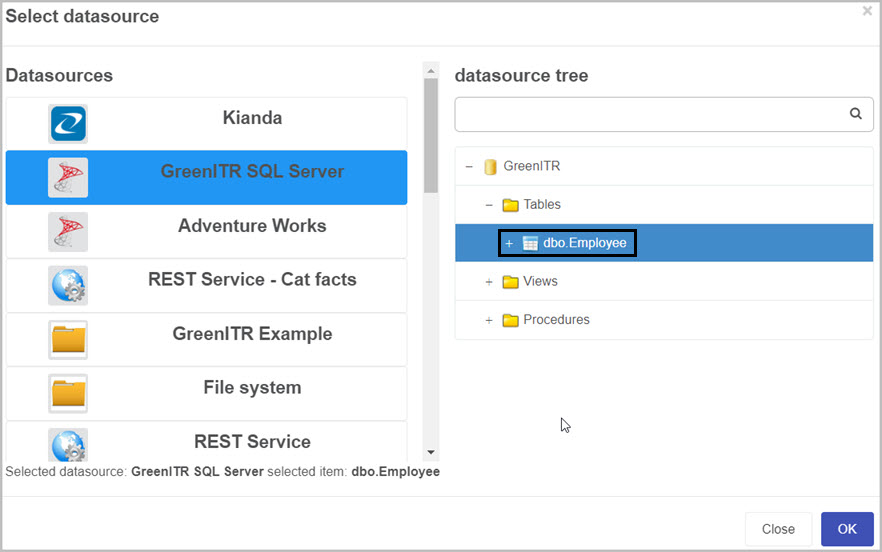 Select datasource
Datasources
Kianda
GreenITR SQL Server
Adventure Works
REST Service - Cat facts
GreenITR Example
File system
REST Service
datasource tree
GreenITR
Tables
dbo.Employee
Views
Procedures
Selected datasource: GreenITR SQL Server selected item: dbo.Employee
Close
OK